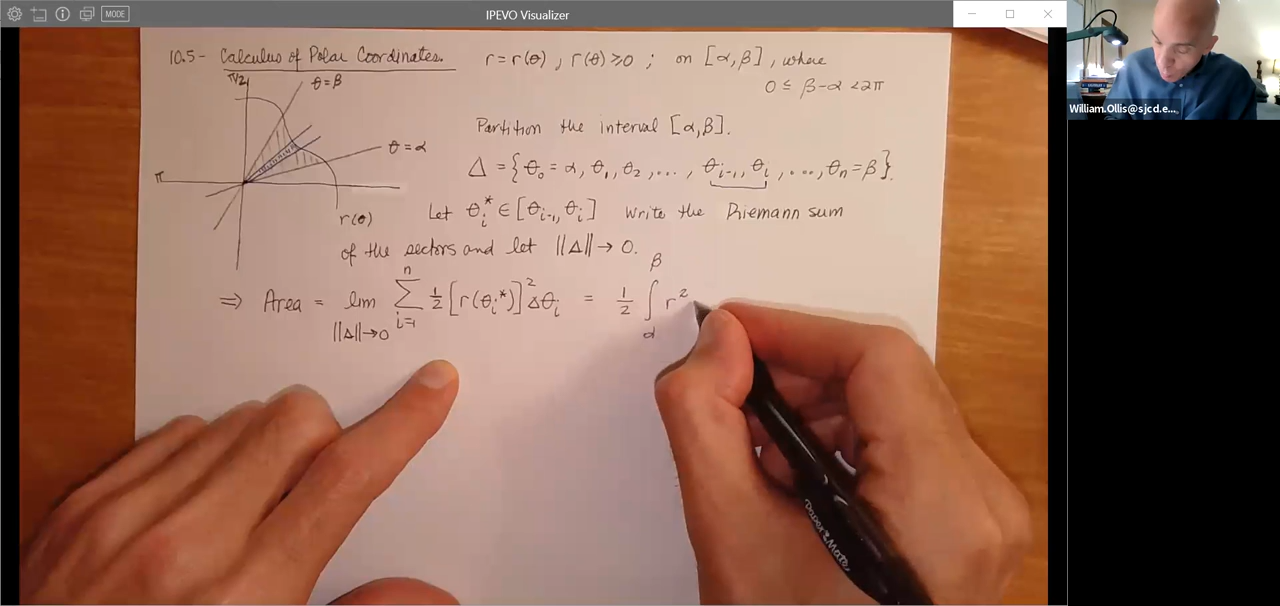 IPEVO Visualizer
MODE
10.5- Calculus of Polar Coordinates.
r = r(θ) , r(θ) ≥ 0 ; on [α,β] , where
0 ≤ β-α < 2π
π/2
θ=β
θ=α
π
r(θ)
Partition the interval [α,β].
Δ = {θ₀ = α, θ₁, θ₂, ..., θᵢ₋₁, θᵢ, ..., θₙ = β}.
Let θᵢ* ∈ [θᵢ₋₁, θᵢ] Write the Riemann sum
of the sectors and let ||Δ|| → 0.
⇒ Area = lim ||Δ||→0 n Σ i=1 1/2 [r(θᵢ*)]² Δθᵢ = 1/2 ∫ α β r²
William.Ollis@sjcd.e...
Paper Mate